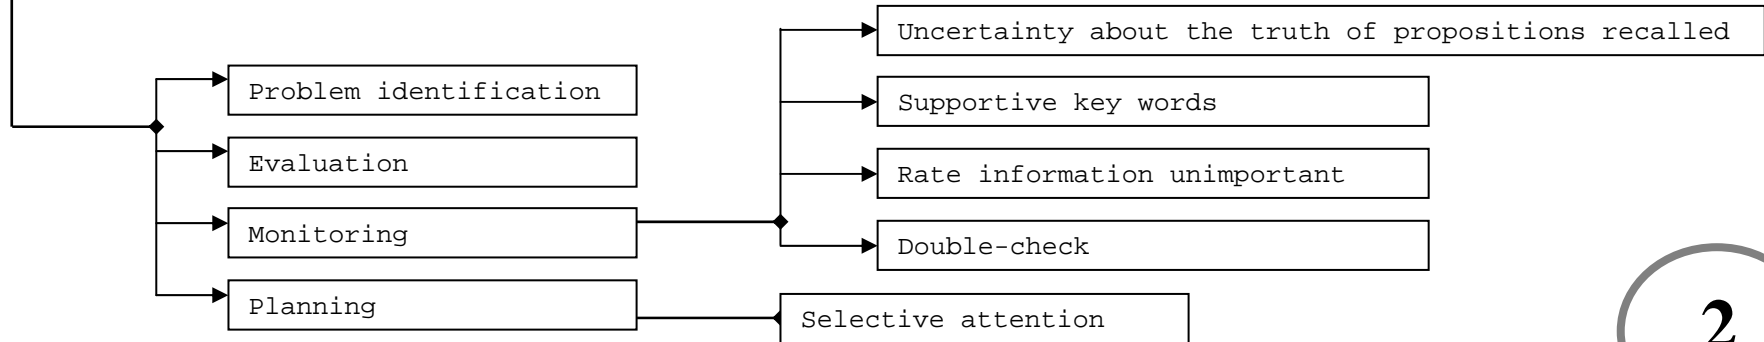 Uncertainty about the truth of propositions recalled
Problem identification
Supportive key words
Evaluation
Rate information unimportant
Monitoring
Double-check
Planning
Selective attention
2